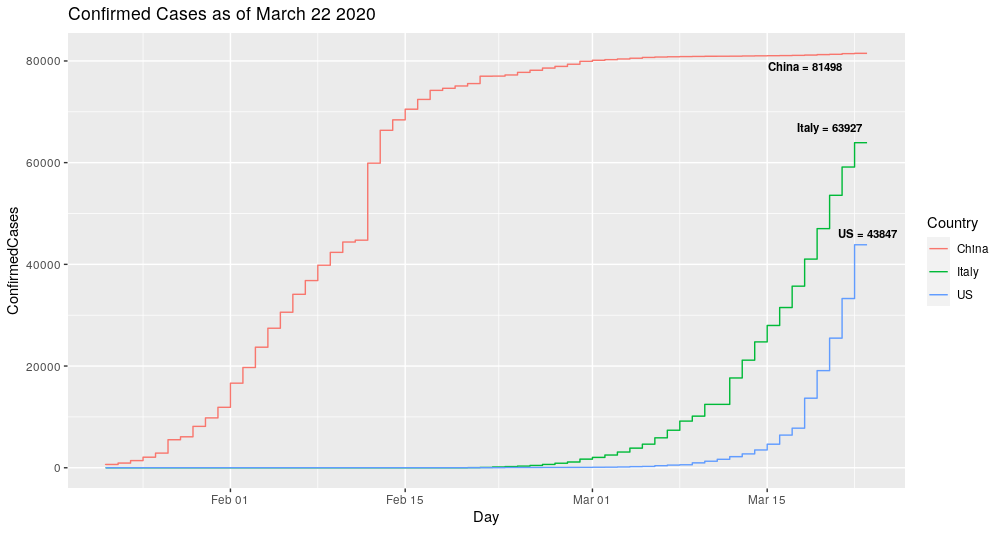 Confirmed Cases as of March 22 2020
ConfirmedCases
80000
60000
40000
20000
0
China = 81498
Italy = 63927
US = 43847
Feb 01
Feb 15
Mar 01
Mar 15
Day
Country
China
Italy
US